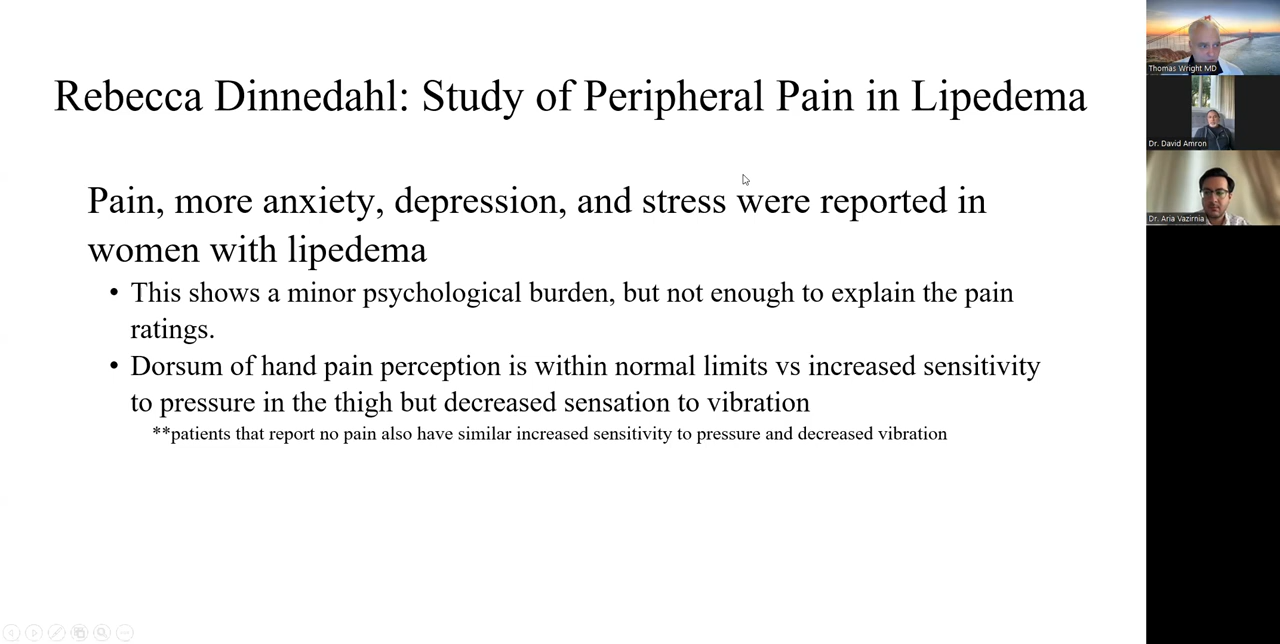 Rebecca Dinnedahl: Study of Peripheral Pain in Lipedema
Pain, more anxiety, depression, and stress were reported in
women with lipedema
• This shows a minor psychological burden, but not enough to explain the pain
ratings.
• Dorsum of hand pain perception is within normal limits vs increased sensitivity
to pressure in the thigh but decreased sensation to vibration
**patients that report no pain also have similar increased sensitivity to pressure and decreased vibration
Thomas Wright MD
Dr. David Amron
Dr. Aria Vazirnia